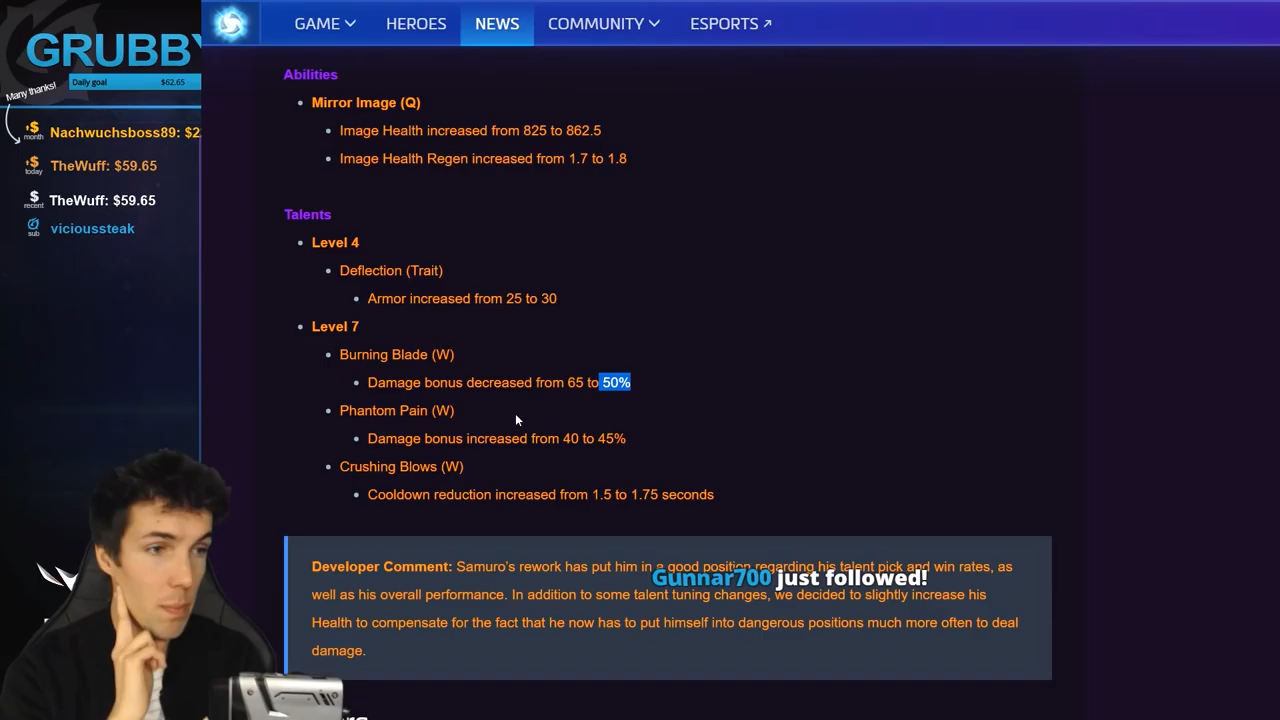 GAME HEROES NEWS COMMUNITY ESPORTS
GRUBBY
Daily goal $62.65
Many thanks!
$ month Nachwuchsboss89: $2
$ today TheWuff: $59.65
$ recent TheWuff: $59.65
sub vicioussteak
Abilities
Mirror Image (Q)
Image Health increased from 825 to 862.5
Image Health Regen increased from 1.7 to 1.8
Talents
Level 4
Deflection (Trait)
Armor increased from 25 to 30
Level 7
Burning Blade (W)
Damage bonus decreased from 65 to 50%
Phantom Pain (W)
Damage bonus increased from 40 to 45%
Crushing Blows (W)
Cooldown reduction increased from 1.5 to 1.75 seconds
Developer Comment: Samuro's rework has put him in a good position regarding his talent pick and win rates, as
Gunnar700 just followed!
well as his overall performance. In addition to some talent tuning changes, we decided to slightly increase his
Health to compensate for the fact that he now has to put himself into dangerous positions much more often to deal
damage.